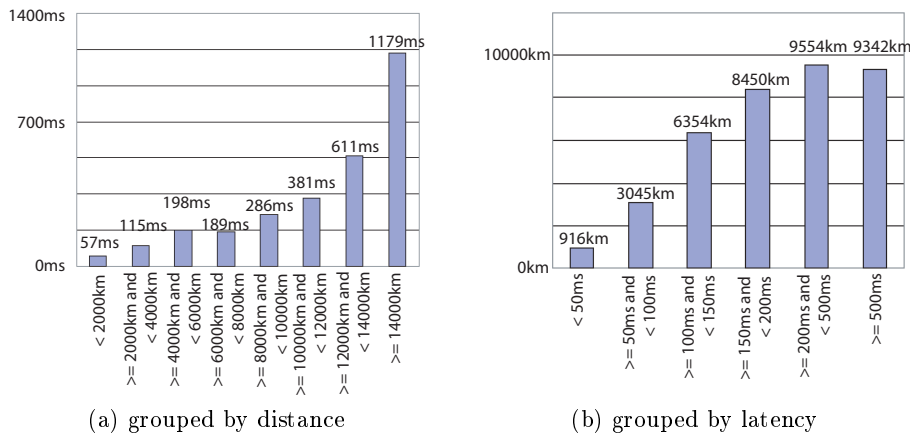 1400ms
700ms
0ms
57ms
115ms
198ms
189ms
286ms
381ms
611ms
1179ms
< 2000km
>= 2000km and
< 4000km
>= 4000km and
< 6000km
>= 6000km and
< 8000km
>= 8000km and
< 10000km
>= 10000km and
< 12000km
>= 12000km and
< 14000km
>= 14000km
(a) grouped by distance
10000km
0km
916km
3045km
6354km
8450km
9554km
9342km
< 50ms
>= 50ms and
< 100ms
>= 100ms and
< 150ms
>= 150ms and
< 200ms
>= 200ms and
< 500ms
>= 500ms
(b) grouped by latency